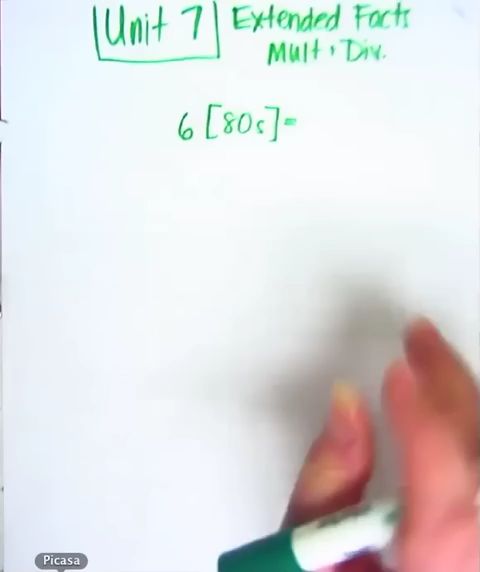 Unit 7 Extended Facts
Mult + Div.
6 [80s]=
Picasa